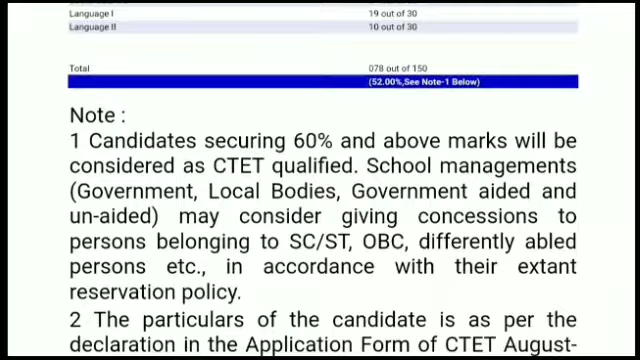 Language I 19 out of 30
Language II 10 out of 30
Total 078 out of 150
(52.00%,See Note-1 Below)
Note :
1 Candidates securing 60% and above marks will be
considered as CTET qualified. School managements
(Government, Local Bodies, Government aided and
un-aided) may consider giving concessions to
persons belonging to SC/ST, OBC, differently abled
persons etc., in accordance with their extant
reservation policy.
2 The particulars of the candidate is as per the
declaration in the Application Form of CTET August-